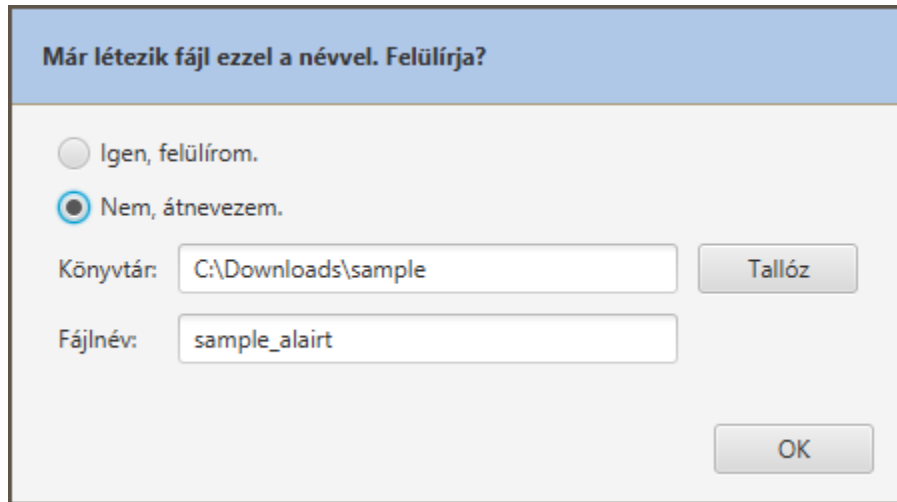 Már létezik fájl ezzel a névvel. Felülírja?
Igen, felülírom.
Nem, átnevezem.
Könyvtár: C:\Downloads\sample Tallóz
Fájlnév: sample_alairt
OK